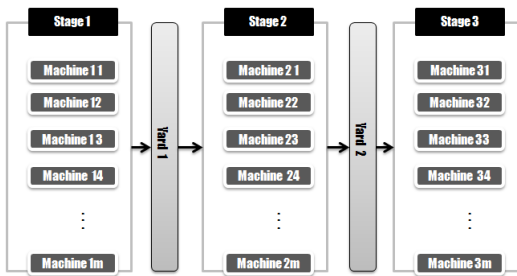 Stage 1
Machine 1 1
Machine 12
Machine 1 3
Machine 14
⋮
Machine 1m
Yard 1
Stage 2
Machine 2 1
Machine 22
Machine 23
Machine 24
⋮
Machine 2m
Yard 2
Stage 3
Machine 31
Machine 32
Machine 33
Machine 34
⋮
Machine 3m